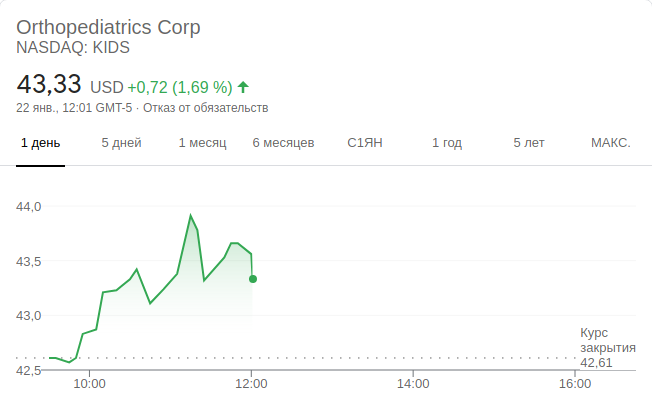 Orthopediatrics Corp
NASDAQ: KIDS
43,33 USD +0,72 (1,69 %)
22 янв., 12:01 GMT-5 · Отказ от обязательств
1 день 5 дней 1 месяц 6 месяцев С1ЯН 1 год 5 лет МАКС.
44,0
43,5
43,0
Курс
закрытия
42,61
42,5
10:00 12:00 14:00 16:00